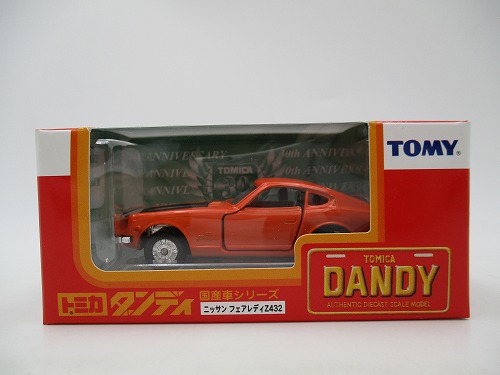 TOMY
ANNIVERSARY
30th ANNIVERS
TOMICA
TOMICA
DANDY
AUTHENTIC DIECAST SCALE MODEL
トミカ ダンディ
国産車シリーズ
ニッサン フェアレディZ432